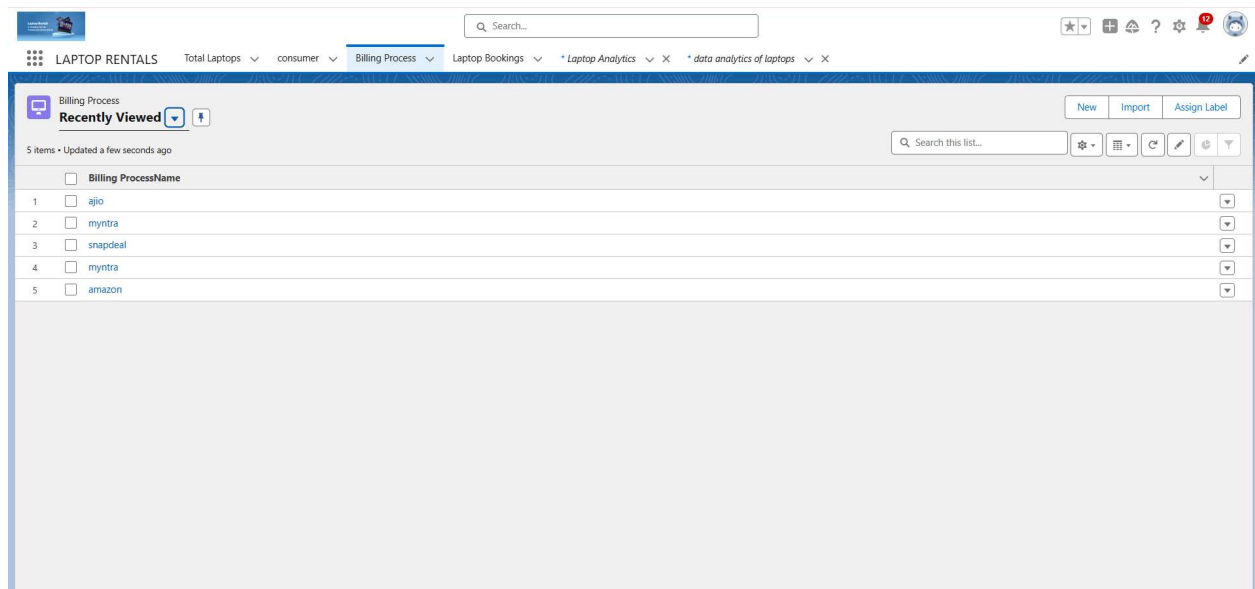 Search...
12
LAPTOP RENTALS Total Laptops consumer Billing Process Laptop Bookings * Laptop Analytics * data analytics of laptops
Billing Process
Recently Viewed
New Import Assign Label
5 items • Updated a few seconds ago
Search this list...
Billing ProcessName
1 ajio
2 myntra
3 snapdeal
4 myntra
5 amazon